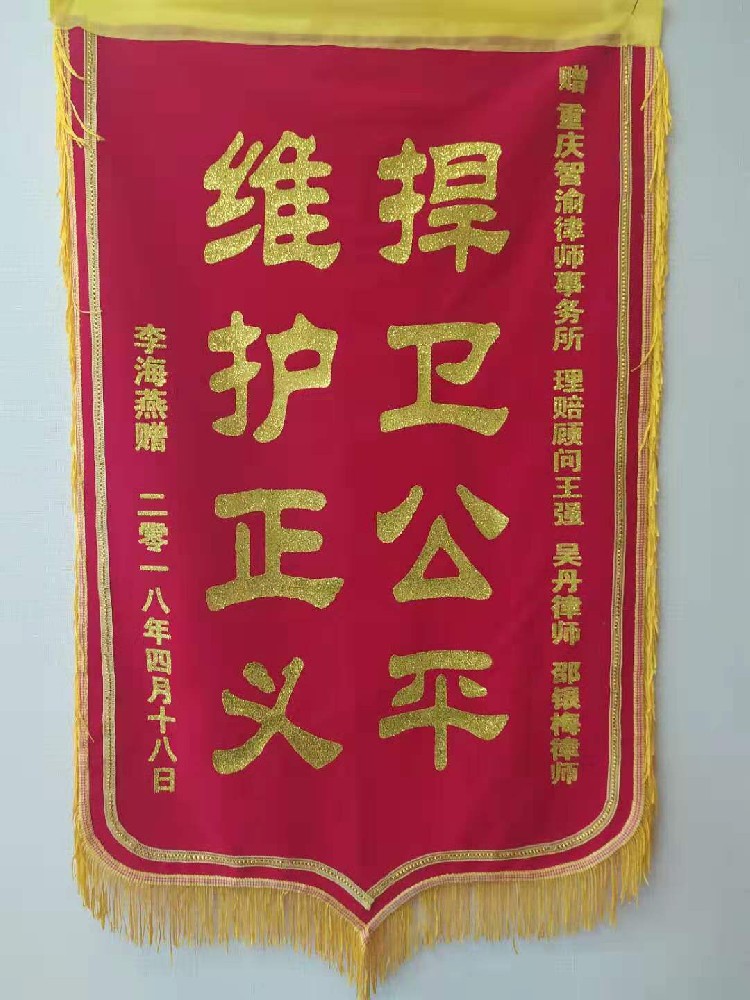 赠 重庆智渝律师事务所 理赔顾问王强 吴丹律师 邵银梅律师
捍卫公平
维护正义
李海燕赠 二零一八年四月十八日